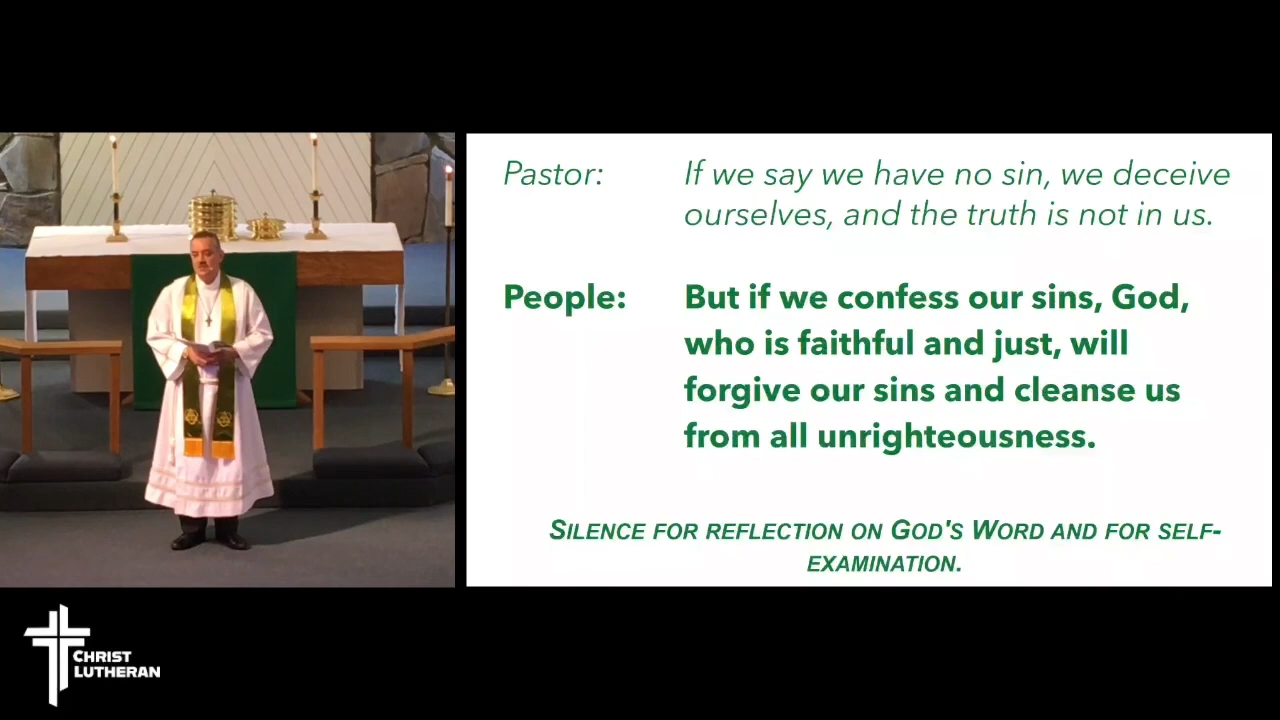 Pastor: If we say we have no sin, we deceive
ourselves, and the truth is not in us.
People: But if we confess our sins, God,
who is faithful and just, will
forgive our sins and cleanse us
from all unrighteousness.
SILENCE FOR REFLECTION ON GOD'S WORD AND FOR SELF-
EXAMINATION.
CHRIST
LUTHERAN